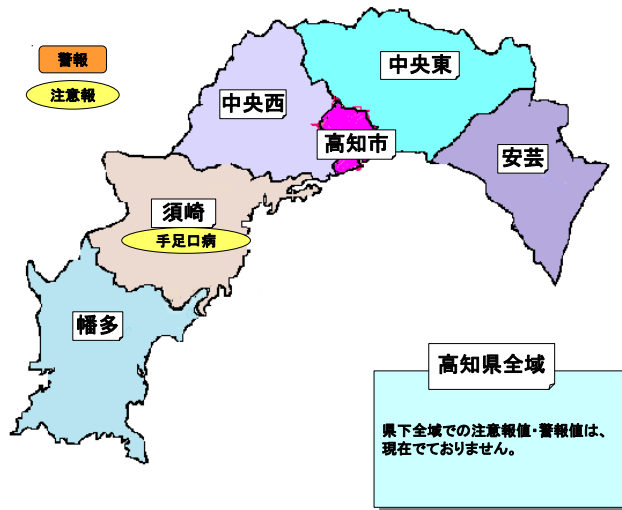 警報
注意報
中央東
中央西
高知市
安芸
須崎
手足口病
幡多
高知県全域
県下全域での注意報値・警報値は、
現在でておりません。